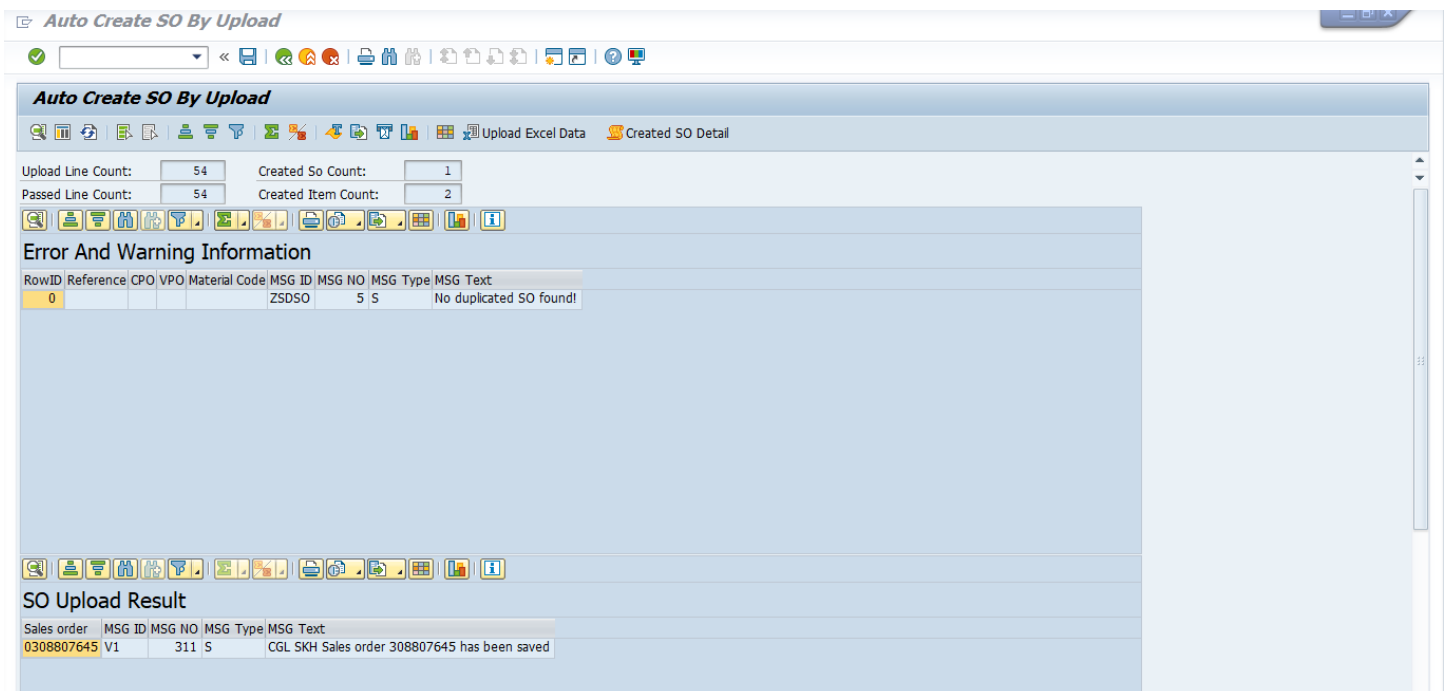 Auto Create SO By Upload
Auto Create SO By Upload
Upload Excel Data Created SO Detail
Upload Line Count: 54 Created So Count: 1
Passed Line Count: 54 Created Item Count: 2
Error And Warning Information
RowID Reference CPO VPO Material Code MSG ID MSG NO MSG Type MSG Text
0 ZSDSO 5 S No duplicated SO found!
SO Upload Result
Sales order MSG ID MSG NO MSG Type MSG Text
0308807645 V1 311 S CGL SKH Sales order 308807645 has been saved